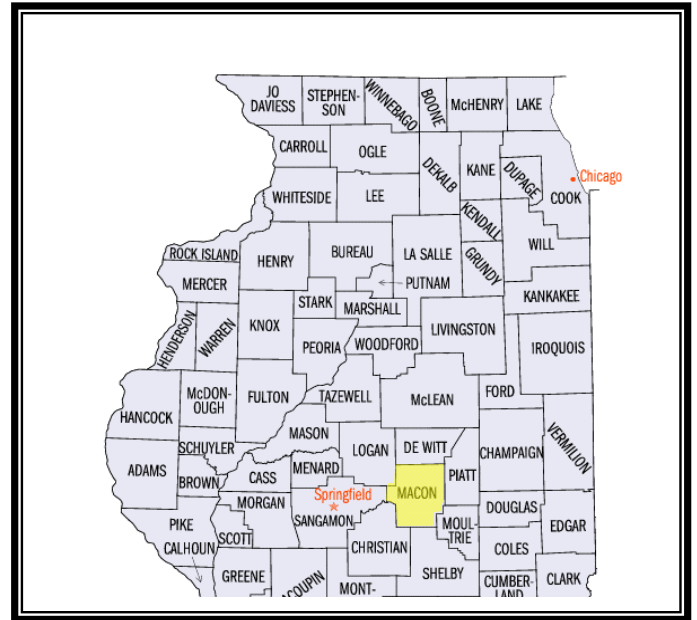 JO
DAVIESS
STEPHEN-
SON
WINNEBAGO
BOONE
McHENRY
LAKE
CARROLL
OGLE
DEKALB
KANE
DUPAGE
COOK
Chicago
WHITESIDE
LEE
KENDALL
WILL
ROCK ISLAND
HENRY
BUREAU
LA SALLE
GRUNDY
MERCER
PUTNAM
KANKAKEE
STARK
MARSHALL
HENDERSON
WARREN
KNOX
PEORIA
WOODFORD
LIVINGSTON
IROQUOIS
HANCOCK
McDON-
OUGH
FULTON
TAZEWELL
McLEAN
FORD
VERMILION
MASON
SCHUYLER
LOGAN
DE WITT
CHAMPAIGN
ADAMS
BROWN
CASS
MENARD
PIATT
MACON
Springfield
MORGAN
SANGAMON
DOUGLAS
PIKE
SCOTT
MOUL-
TRIE
EDGAR
CALHOUN
CHRISTIAN
COLES
GREENE
ACOUPIN
MONT-
SHELBY
CUMBER-
LAND
CLARK